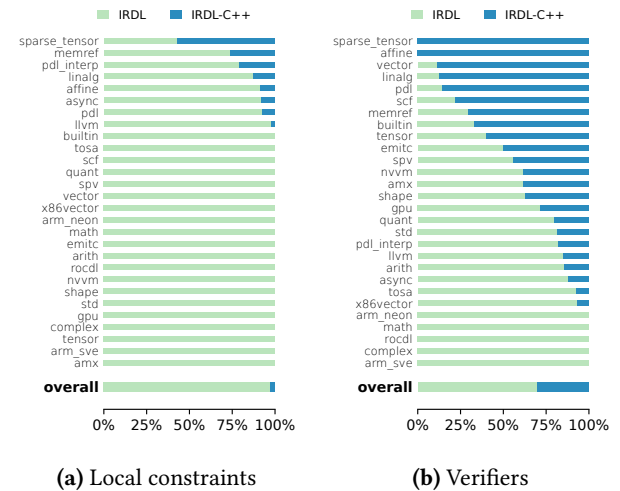 IRDL IRDL-C++
sparse_tensor
memref
pdl_interp
linalg
affine
async
pdl
llvm
builtin
tosa
scf
quant
spv
vector
x86vector
arm_neon
math
emitc
arith
rocdl
nvvm
shape
std
gpu
complex
tensor
arm_sve
amx
overall
0% 25% 50% 75% 100%
(a) Local constraints
IRDL IRDL-C++
sparse_tensor
affine
vector
linalg
pdl
scf
memref
builtin
tensor
emitc
spv
nvvm
amx
shape
gpu
quant
std
pdl_interp
llvm
arith
async
tosa
x86vector
arm_neon
math
rocdl
complex
arm_sve
overall
0% 25% 50% 75% 100%
(b) Verifiers